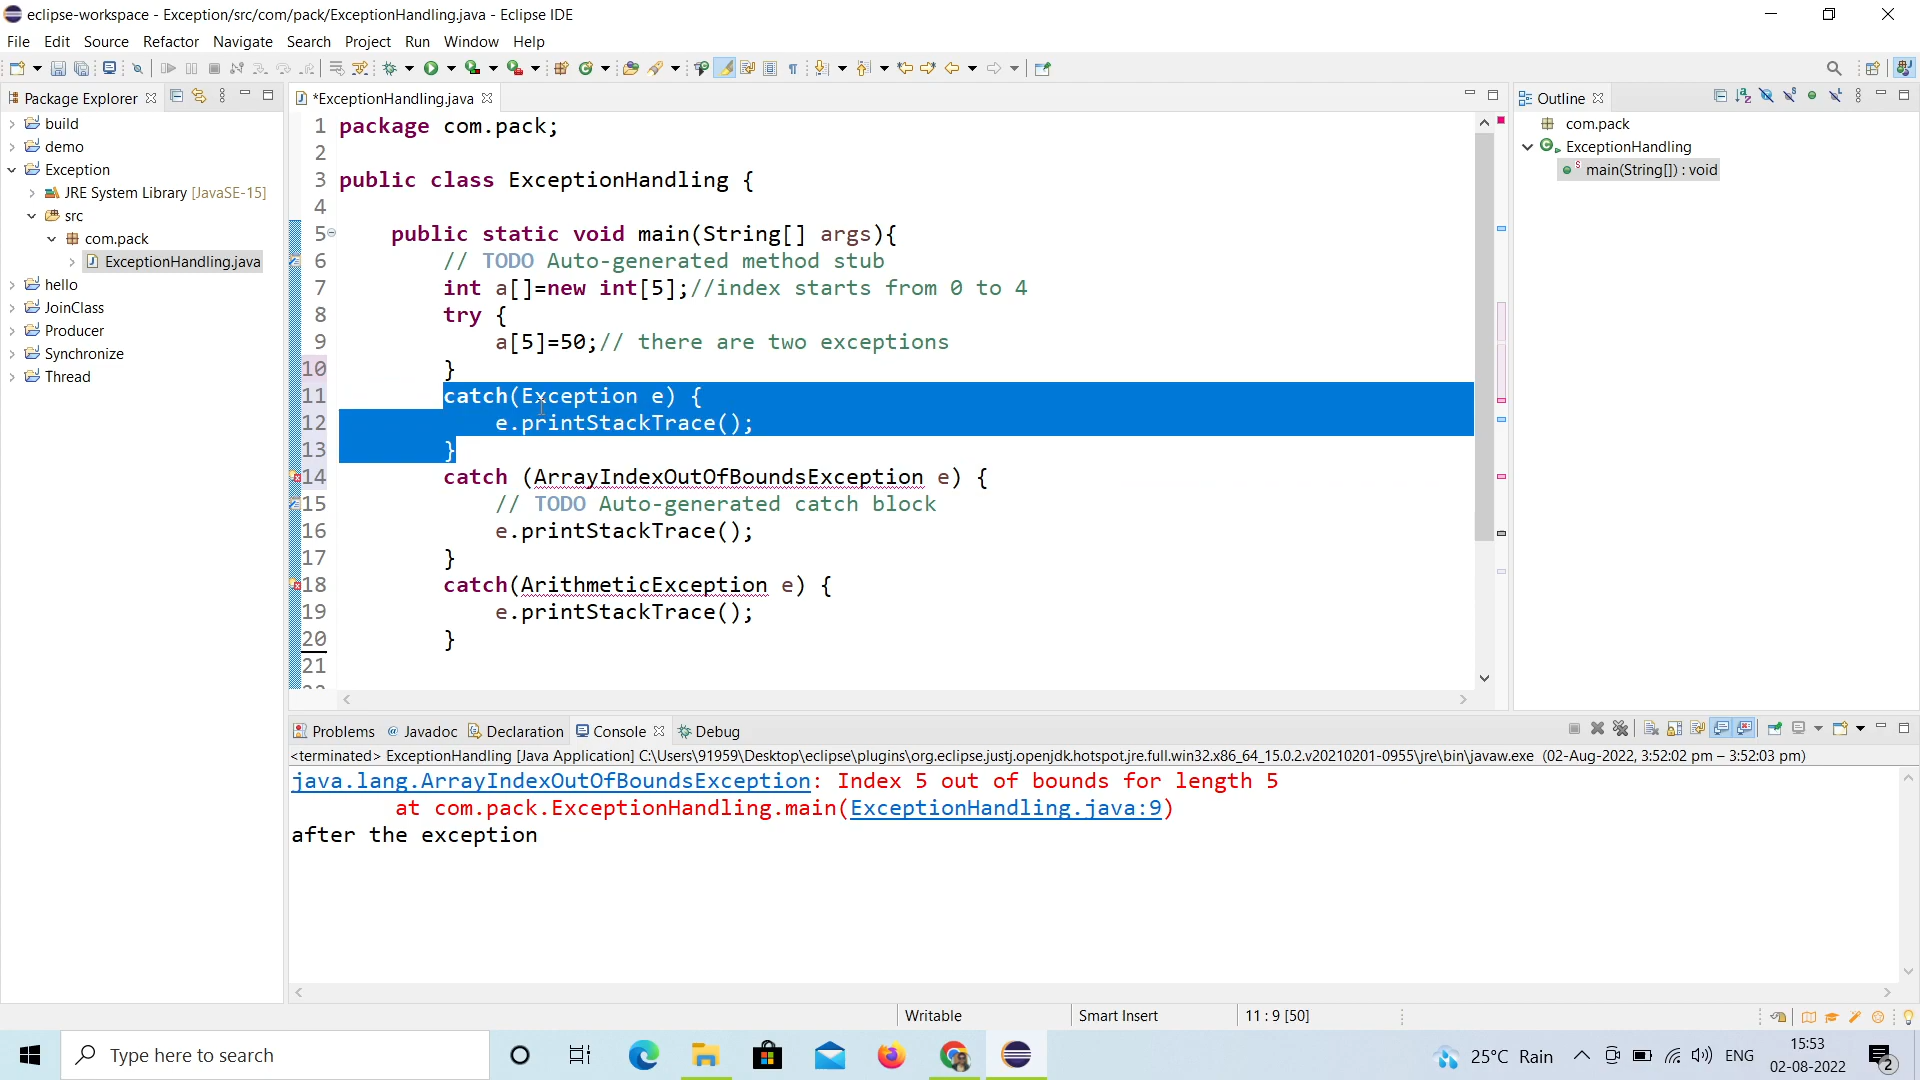 eclipse-workspace - Exception/src/com/pack/ExceptionHandling.java - Eclipse IDE
File Edit Source Refactor Navigate Search Project Run Window Help
Package Explorer
build
demo
Exception
JRE System Library [JavaSE-15]
src
com.pack
ExceptionHandling.java
hello
JoinClass
Producer
Synchronize
Thread
*ExceptionHandling.java
1 package com.pack;
2
3 public class ExceptionHandling {
4
5 public static void main(String[] args){
6 // TODO Auto-generated method stub
7 int a[]=new int[5];//index starts from 0 to 4
8 try {
9 a[5]=50;// there are two exceptions
10 }
11 catch(Exception e) {
12 e.printStackTrace();
13 }
14 catch (ArrayIndexOutOfBoundsException e) {
15 // TODO Auto-generated catch block
16 e.printStackTrace();
17 }
18 catch(ArithmeticException e) {
19 e.printStackTrace();
20 }
21
Outline
com.pack
ExceptionHandling
main(String[]) : void
Problems @ Javadoc Declaration Console Debug
<terminated> ExceptionHandling [Java Application] C:\Users\91959\Desktop\eclipse\plugins\org.eclipse.justj.openjdk.hotspot.jre.full.win32.x86_64_15.0.2.v20210201-0955\jre\bin\javaw.exe (02-Aug-2022, 3:52:02 pm – 3:52:03 pm)
java.lang.ArrayIndexOutOfBoundsException: Index 5 out of bounds for length 5
at com.pack.ExceptionHandling.main(ExceptionHandling.java:9)
after the exception
Writable Smart Insert 11 : 9 [50]
Type here to search
25°C Rain ENG
15:53
02-08-2022
2